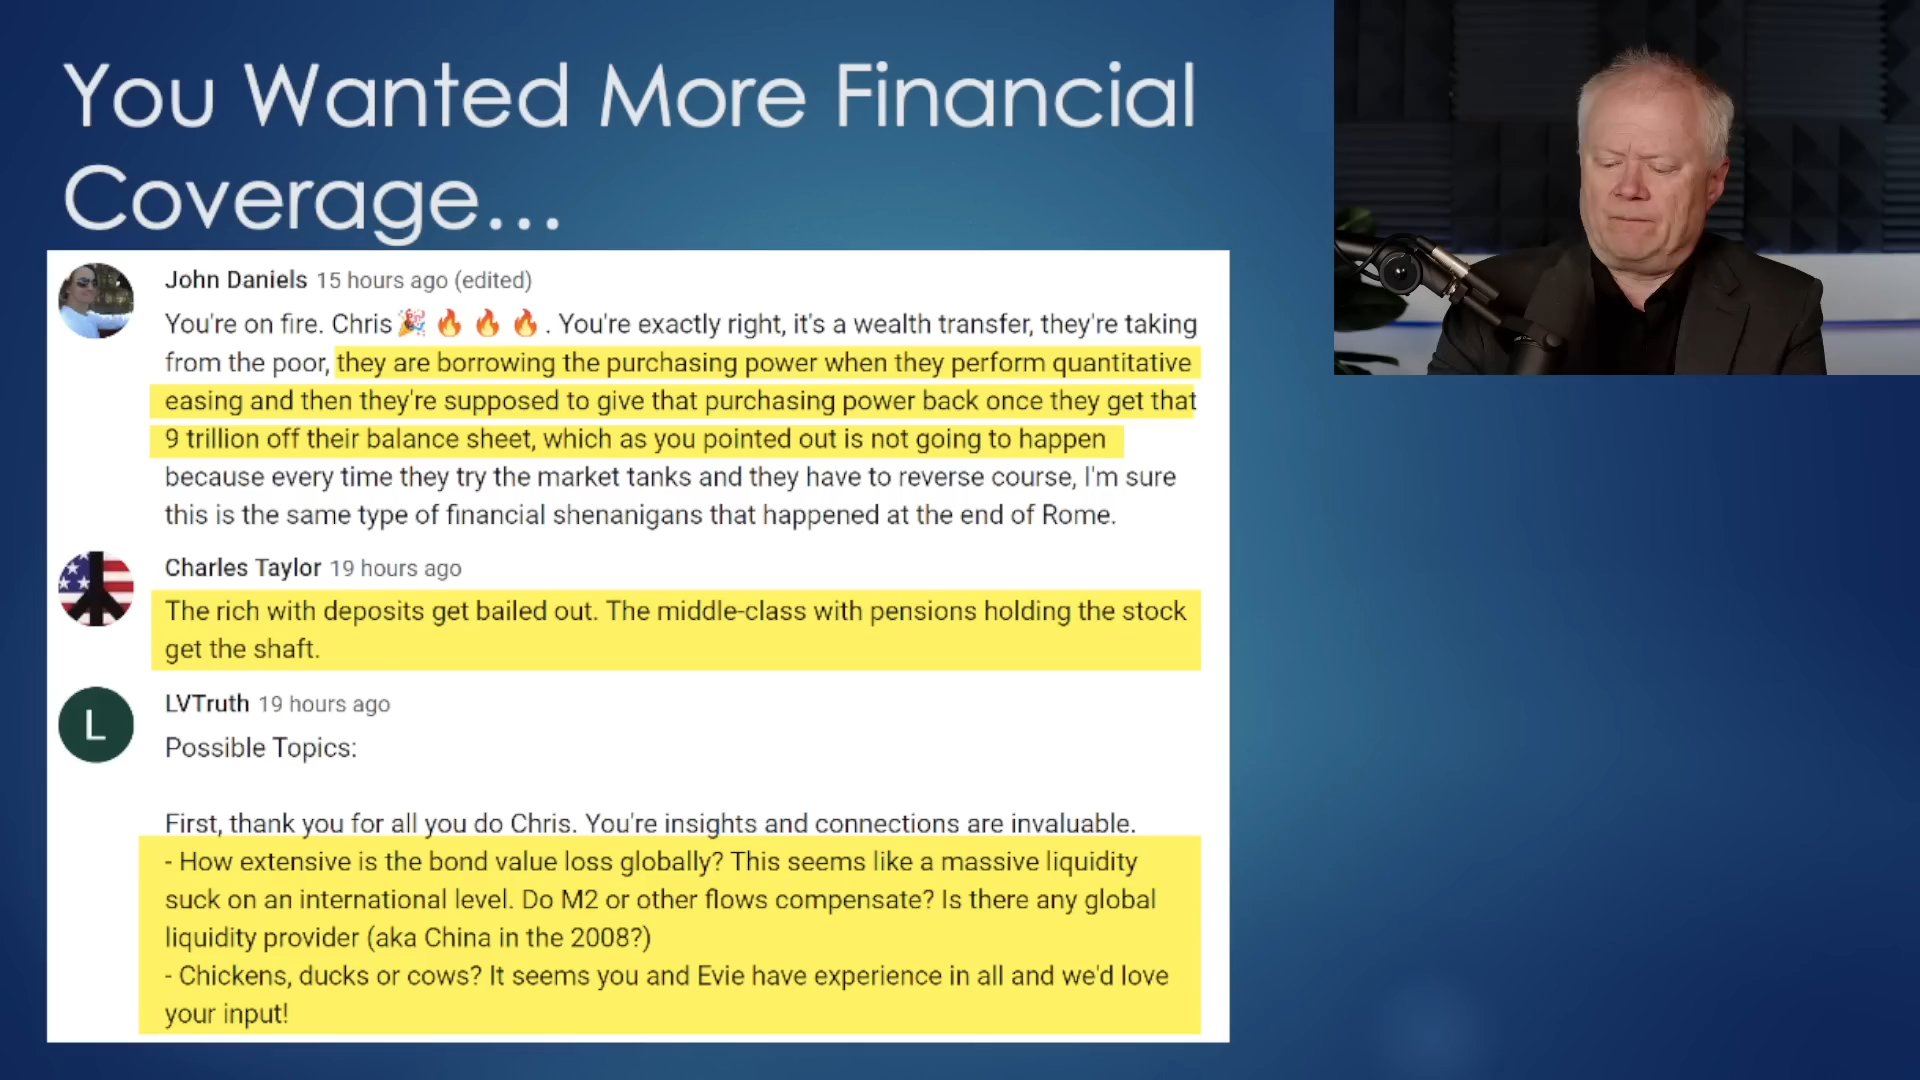 You Wanted More Financial
Coverage...
John Daniels 15 hours ago (edited)
You're on fire. Chris 🎉 🔥 🔥 🔥 . You're exactly right, it's a wealth transfer, they're taking
from the poor, they are borrowing the purchasing power when they perform quantitative
easing and then they're supposed to give that purchasing power back once they get that
9 trillion off their balance sheet, which as you pointed out is not going to happen
because every time they try the market tanks and they have to reverse course, I'm sure
this is the same type of financial shenanigans that happened at the end of Rome.
Charles Taylor 19 hours ago
The rich with deposits get bailed out. The middle-class with pensions holding the stock
get the shaft.
L
LVTruth 19 hours ago
Possible Topics:
First, thank you for all you do Chris. You're insights and connections are invaluable.
- How extensive is the bond value loss globally? This seems like a massive liquidity
suck on an international level. Do M2 or other flows compensate? Is there any global
liquidity provider (aka China in the 2008?)
- Chickens, ducks or cows? It seems you and Evie have experience in all and we'd love
your input!